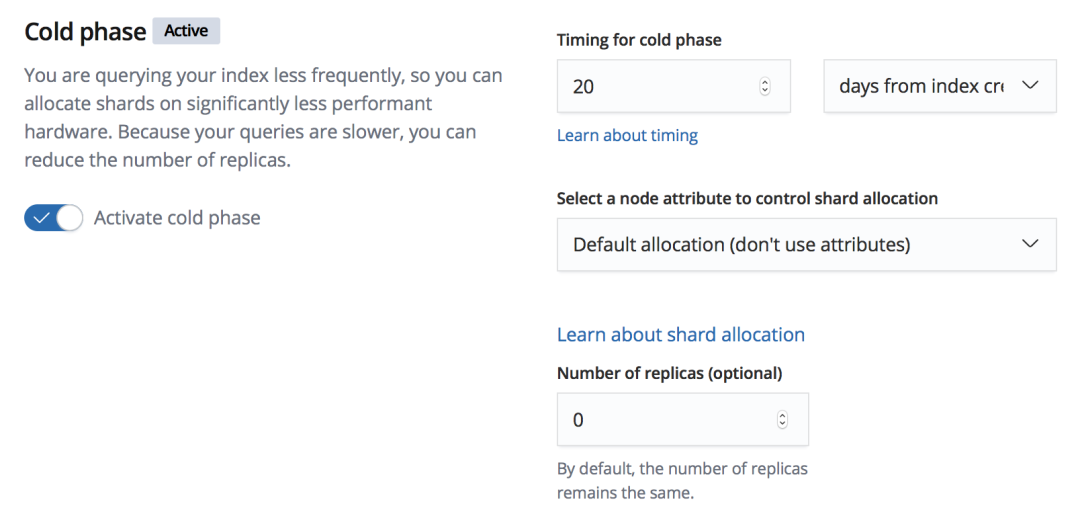 Cold phase Active
You are querying your index less frequently, so you can
allocate shards on significantly less performant
hardware. Because your queries are slower, you can
reduce the number of replicas.
Activate cold phase
Timing for cold phase
20
days from index cre
Learn about timing
Select a node attribute to control shard allocation
Default allocation (don't use attributes)
Learn about shard allocation
Number of replicas (optional)
0
By default, the number of replicas
remains the same.